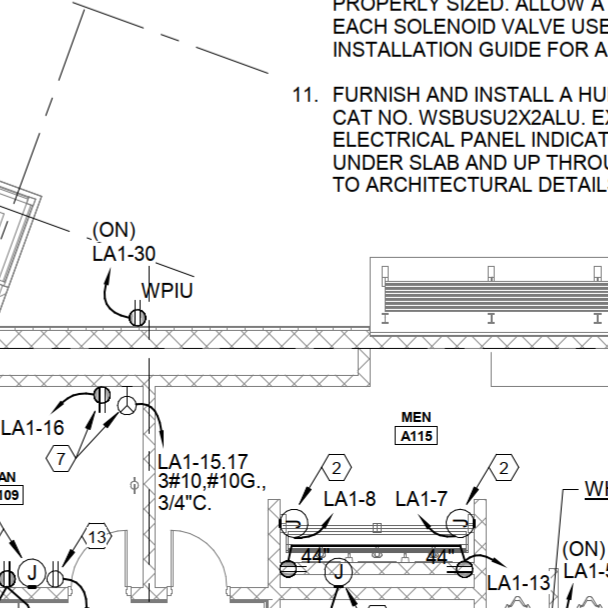 PROPERLY SIZED. ALLOW A
EACH SOLENOID VALVE USE
INSTALLATION GUIDE FOR A
11. FURNISH AND INSTALL A HU
CAT NO. WSBUSU2X2ALU. EX
ELECTRICAL PANEL INDICAT
UNDER SLAB AND UP THROU
TO ARCHITECTURAL DETAILS
(ON)
LA1-30
WPIU
LA1-16
7
LA1-15.17
3#10,#10G.,
3/4"C.
MEN
A115
AN
109
13
J
2
2
LA1-8
LA1-7
J
J
44"
44"
J
LA1-13
WH
(ON)
LA1-5